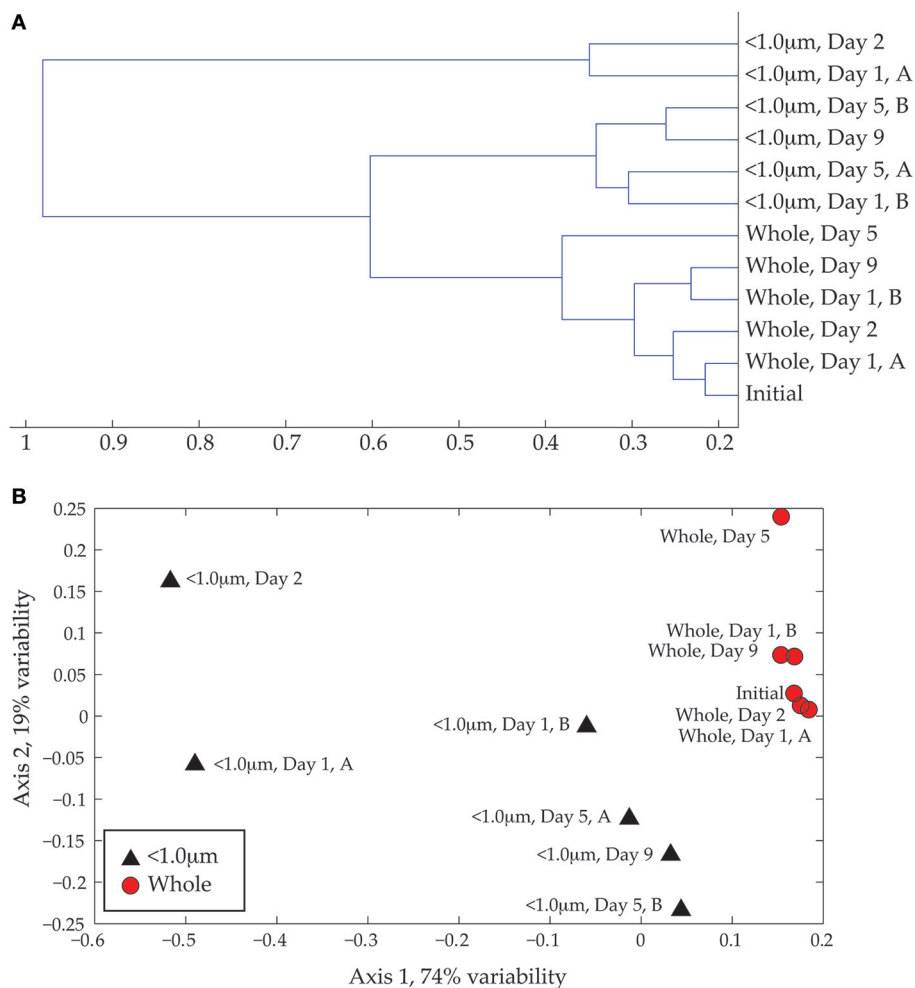 A
<1.0µm, Day 2
<1.0µm, Day 1, A
<1.0µm, Day 5, B
<1.0µm, Day 9
<1.0µm, Day 5, A
<1.0µm, Day 1, B
Whole, Day 5
Whole, Day 9
Whole, Day 1, B
Whole, Day 2
Whole, Day 1, A
Initial
1 0.9 0.8 0.7 0.6 0.5 0.4 0.3 0.2
B
0.25
0.2
0.15
0.1
0.05
0
−0.05
−0.1
−0.15
−0.2
−0.25
Axis 2, 19% variability
Whole, Day 5
<1.0µm, Day 2
Whole, Day 1, B
Whole, Day 9
Initial
Whole, Day 2
Whole, Day 1, A
<1.0µm, Day 1, B
<1.0µm, Day 1, A
<1.0µm, Day 5, A
<1.0µm, Day 9
<1.0µm, Day 5, B
<1.0µm
Whole
−0.6 −0.5 −0.4 −0.3 −0.2 −0.1 0 0.1 0.2
Axis 1, 74% variability